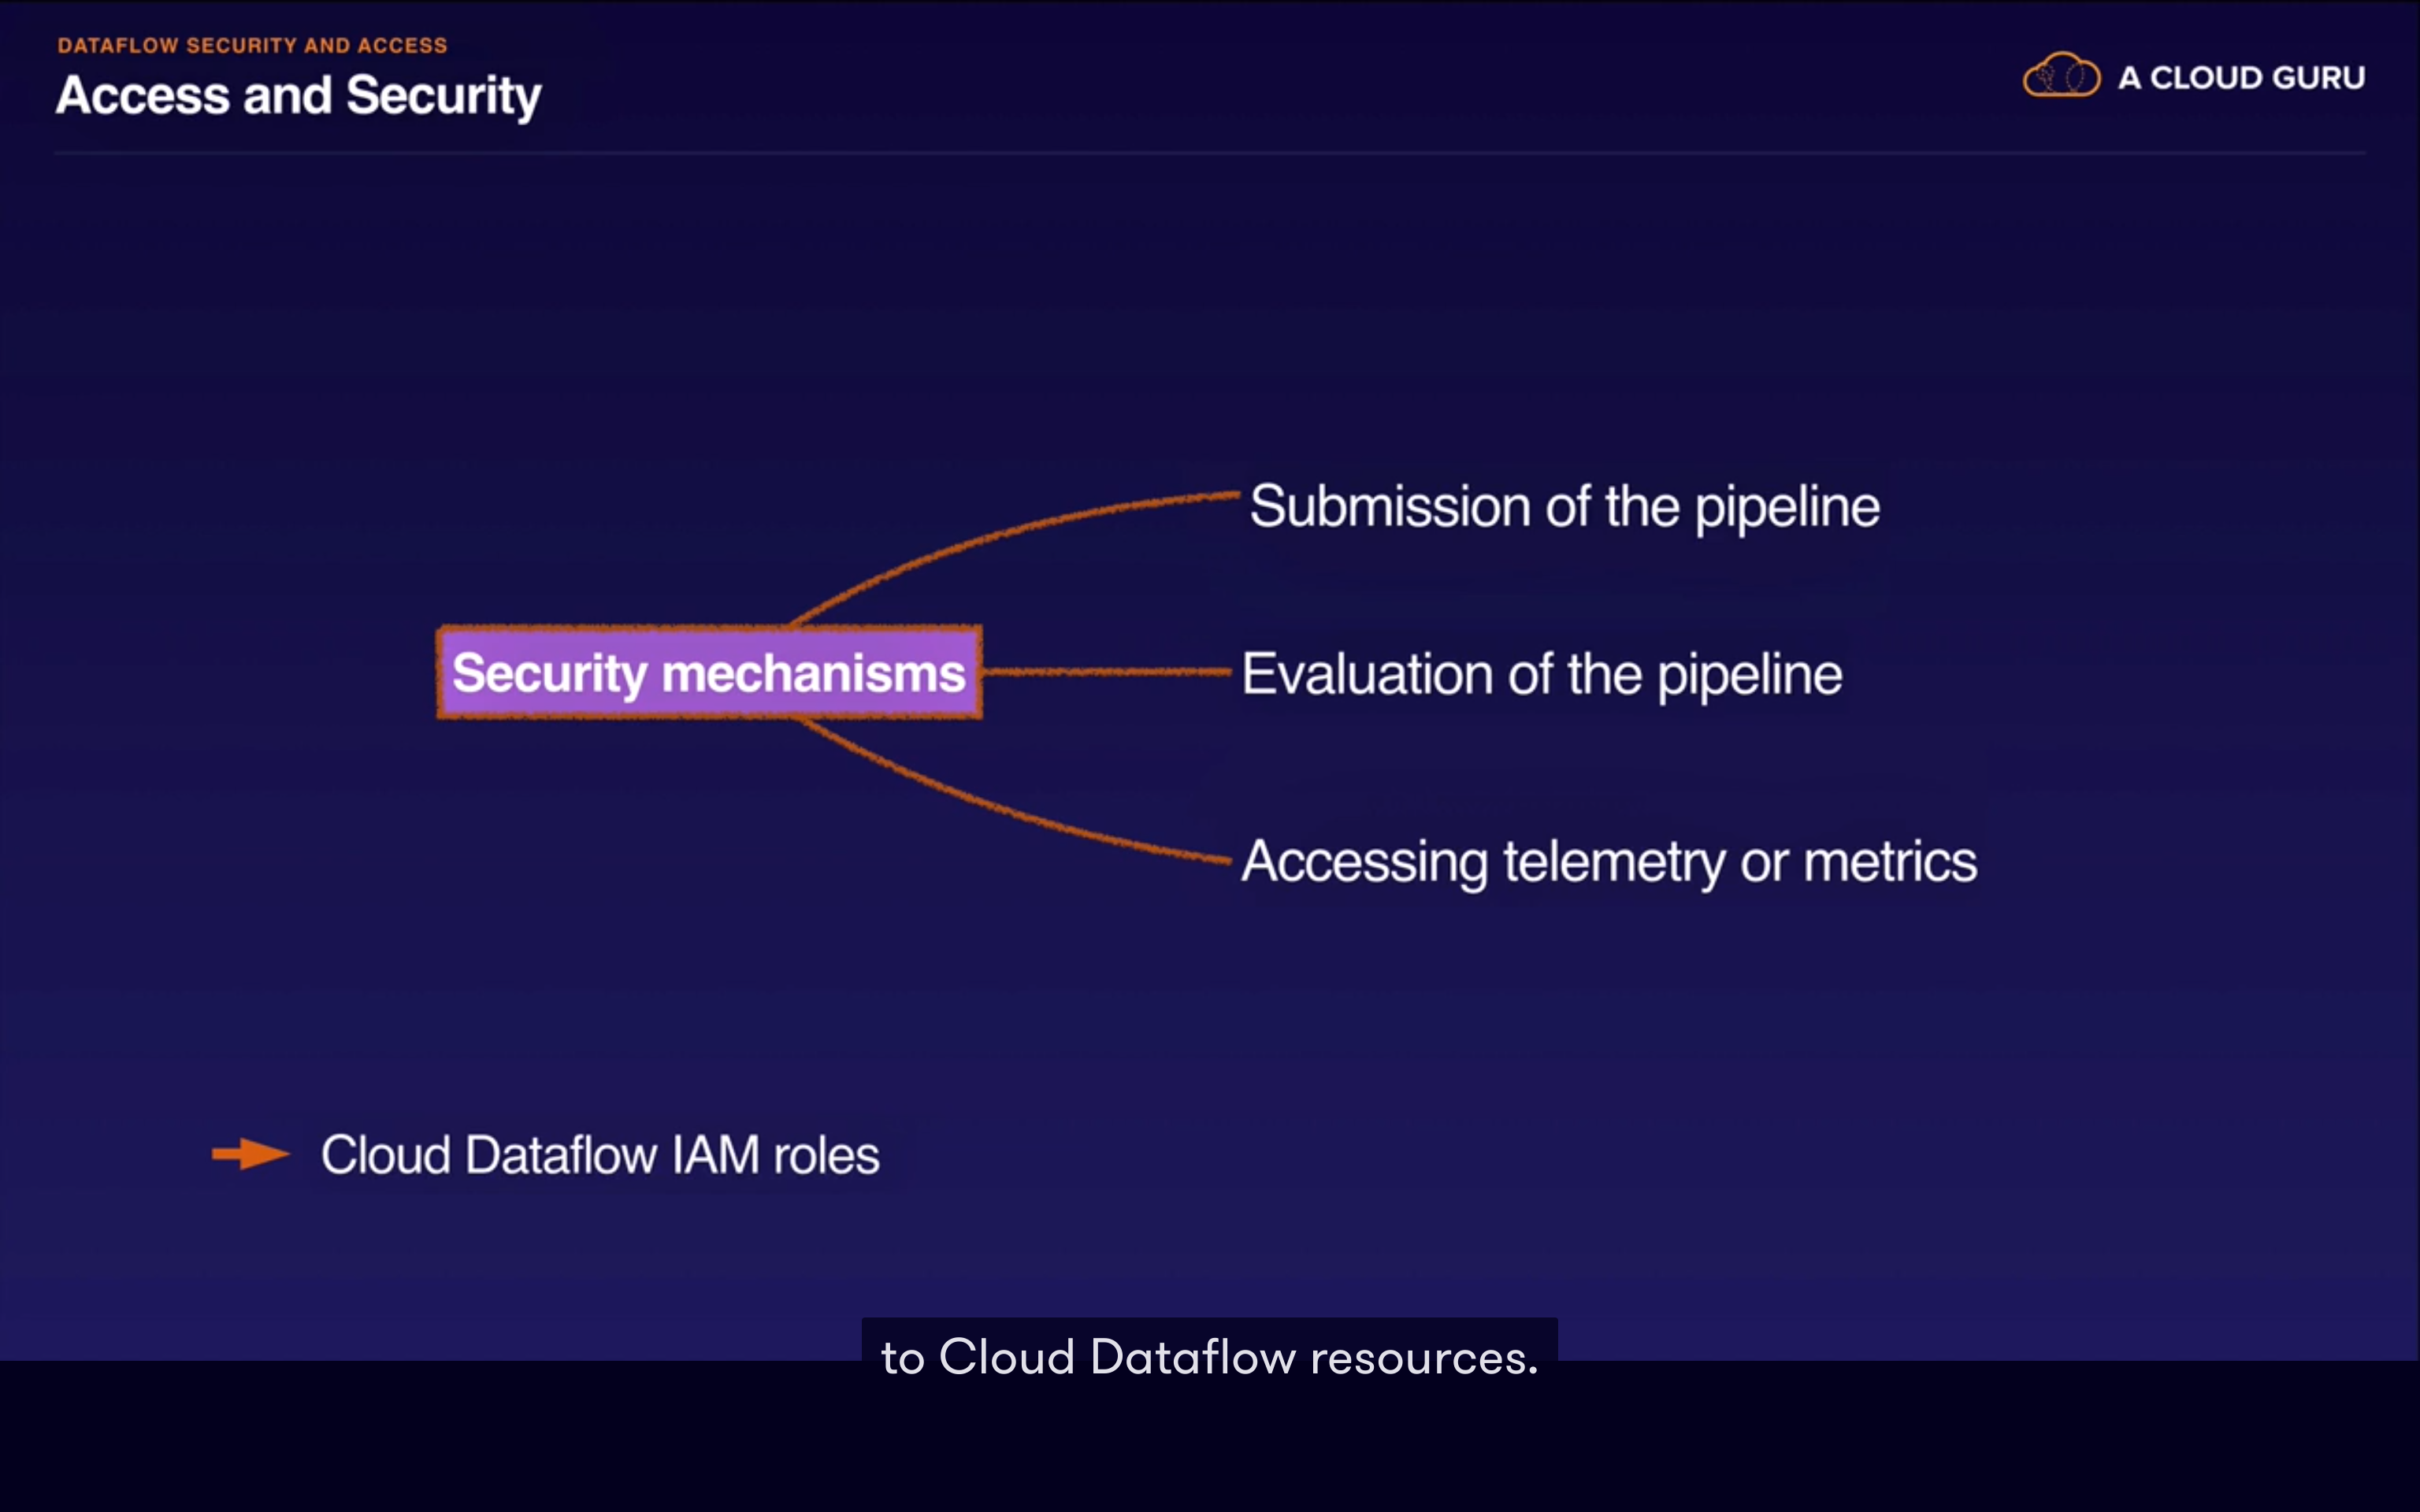 DATAFLOW SECURITY AND ACCESS
Access and Security
A CLOUD GURU
Submission of the pipeline
Security mechanisms
Evaluation of the pipeline
Accessing telemetry or metrics
Cloud Dataflow IAM roles
to Cloud Dataflow resources.